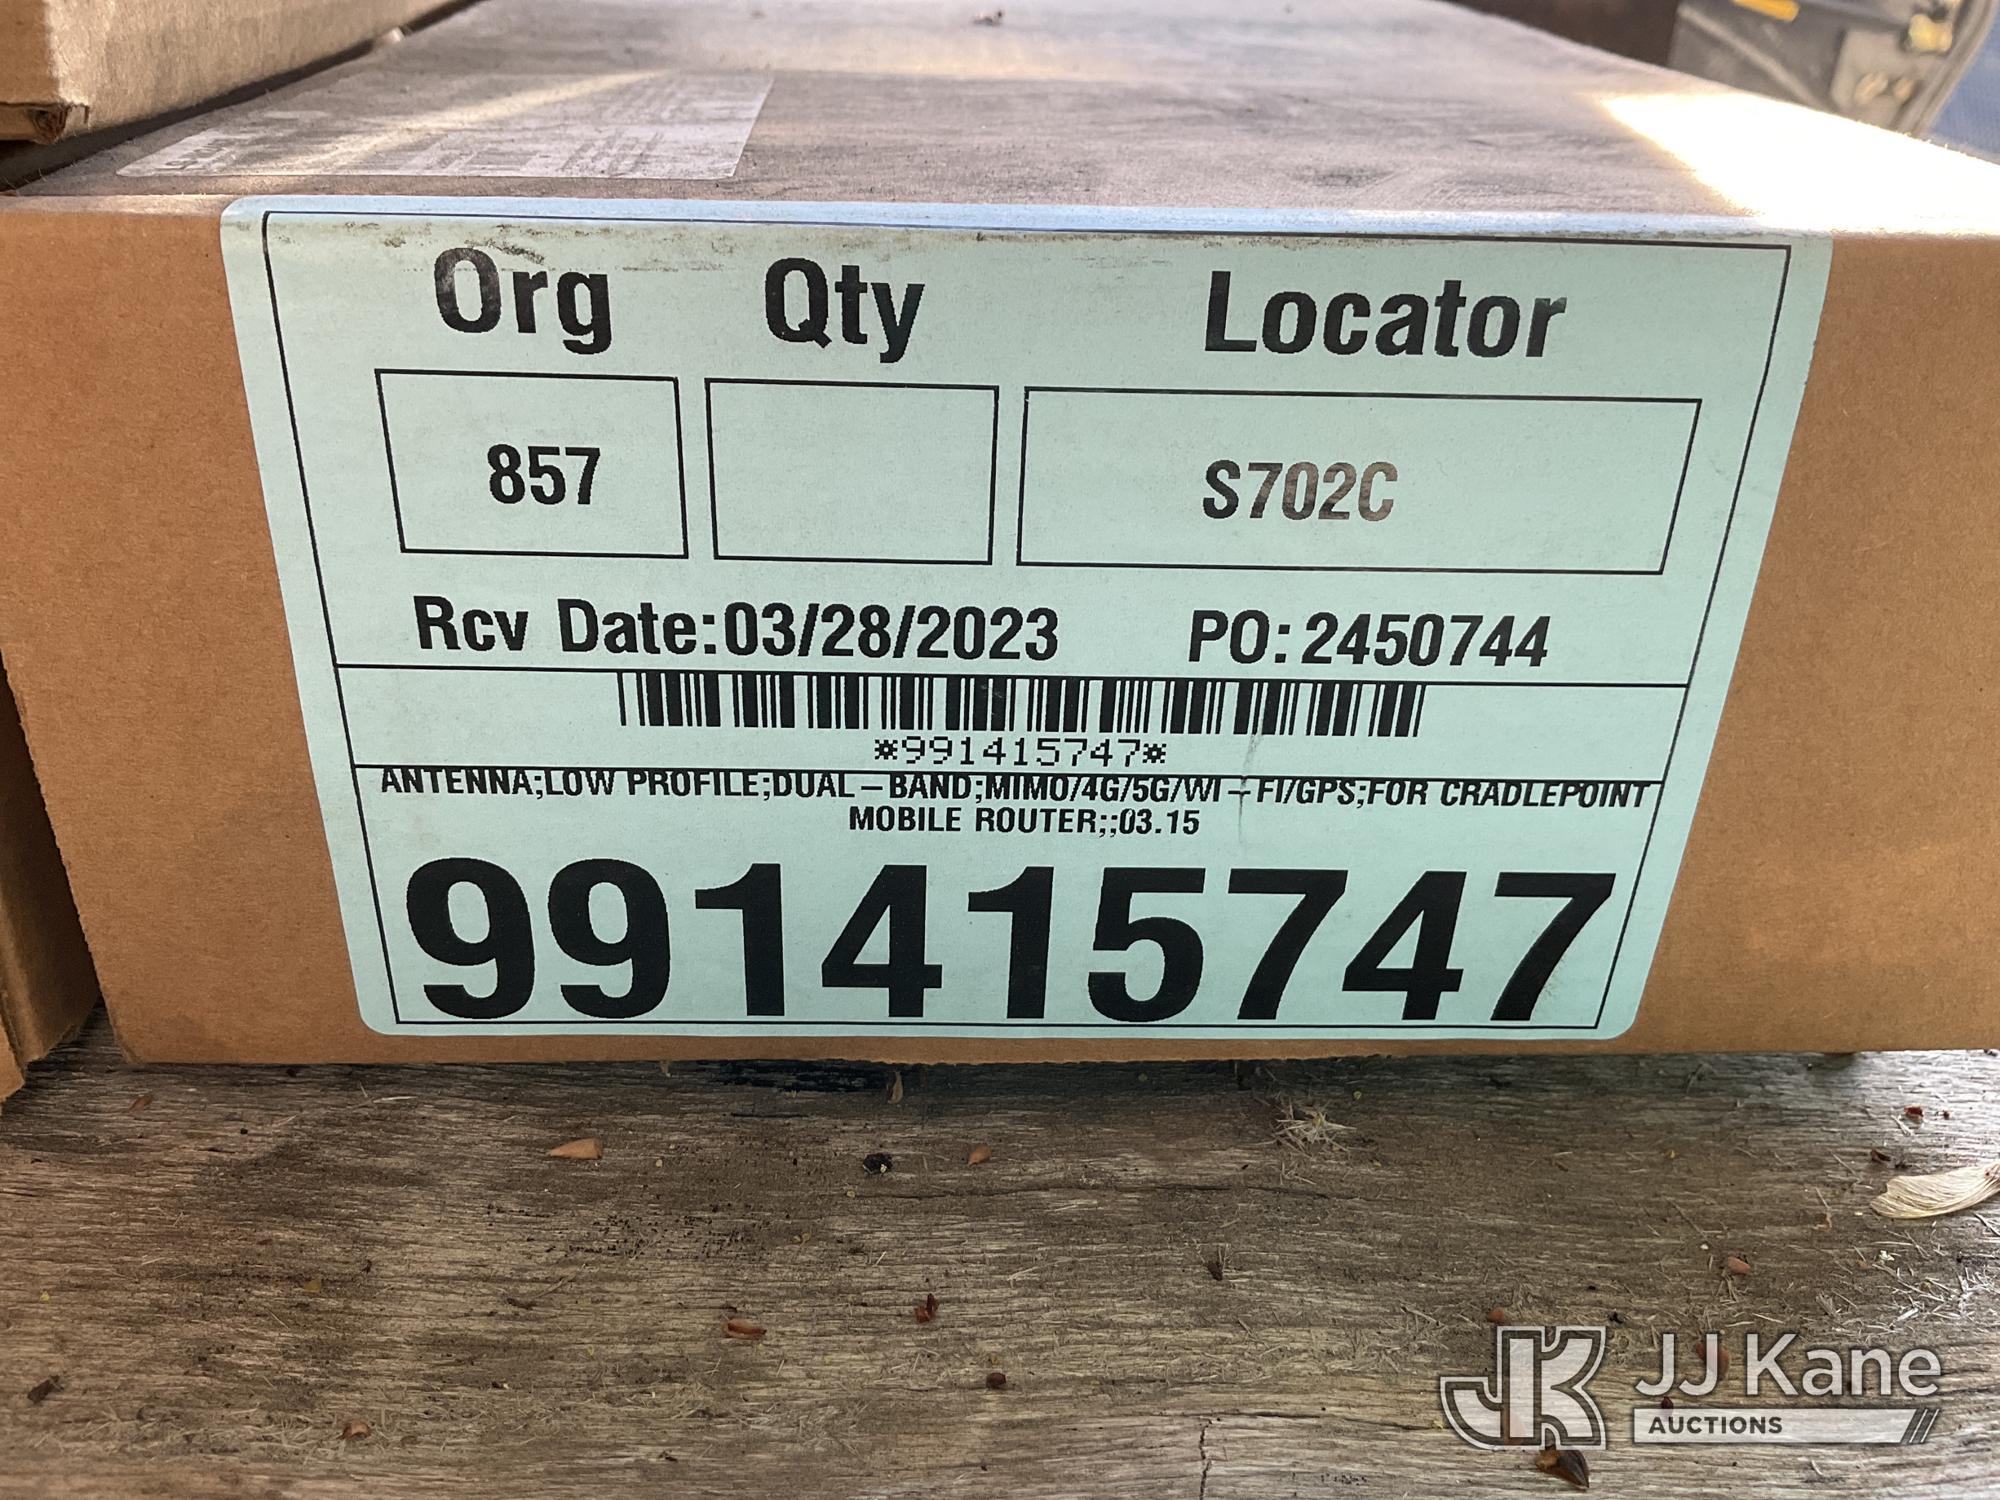 Org Qty Locator
857 S702C
Rcv Date:03/28/2023 PO:2450744
*991415747*
ANTENNA;LOW PROFILE;DUAL-BAND;MIMO/4G/5G/WI-FI/GPS;FOR CRADLEPOINT
MOBILE ROUTER;;03.15
991415747
JK JJ Kane
AUCTIONS